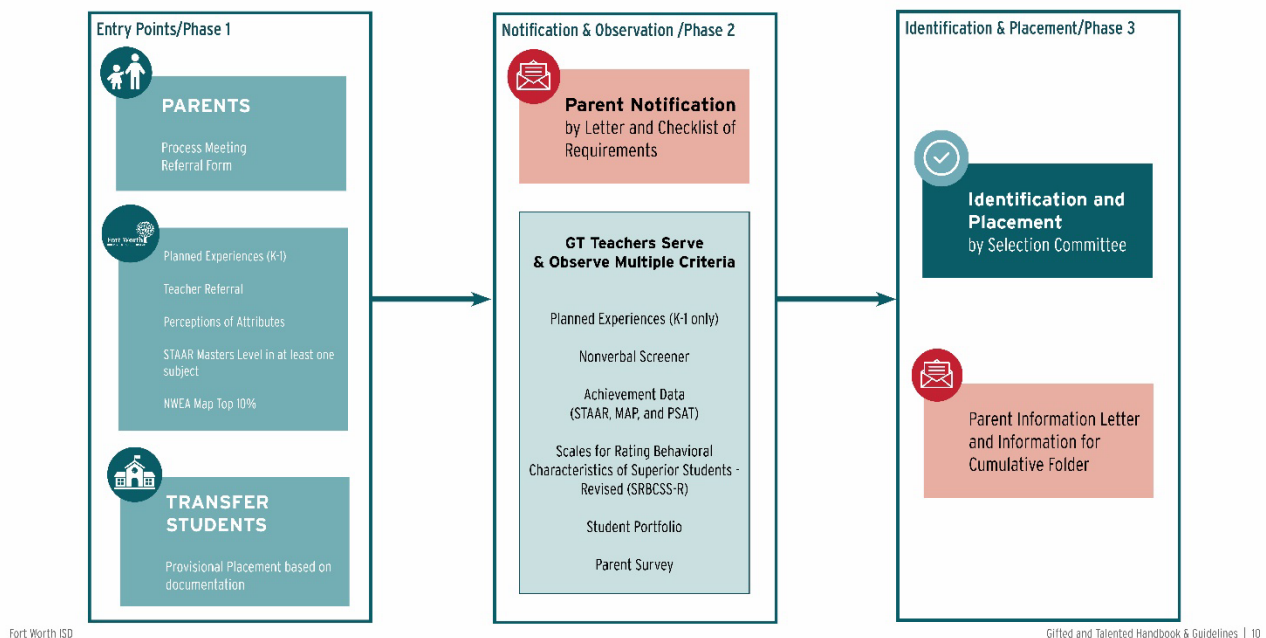 Entry Points/Phase 1
PARENTS
Process Meeting
Referral Form
Fort Worth
Planned Experiences (K-1)
Teacher Referral
Perceptions of Attributes
STAAR Masters Level in at least one
subject
NWEA Map Top 10%
TRANSFER
STUDENTS
Provisional Placement based on
documentation
Notification & Observation /Phase 2
Parent Notification
by Letter and Checklist of
Requirements
GT Teachers Serve
& Observe Multiple Criteria
Planned Experiences (K-1 only)
Nonverbal Screener
Achievement Data
(STAAR, MAP, and PSAT)
Scales for Rating Behavioral
Characteristics of Superior Students -
Revised (SRBCSS-R)
Student Portfolio
Parent Survey
Identification & Placement/Phase 3
Identification and
Placement
by Selection Committee
Parent Information Letter
and Information for
Cumulative Folder
Fort Worth ISD
Gifted and Talented Handbook & Guidelines | 10